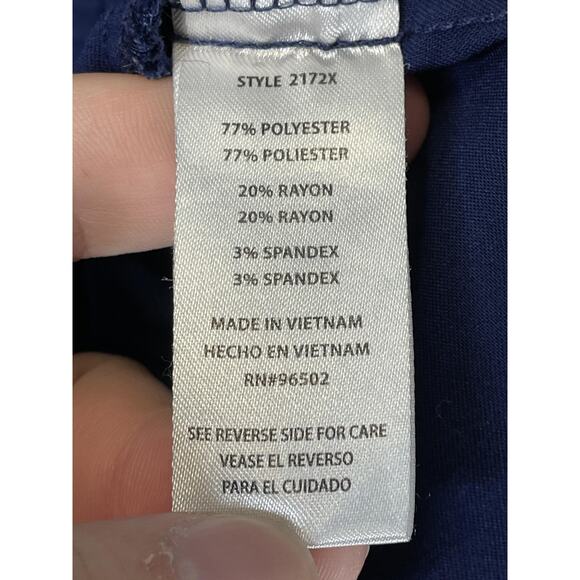 STYLE 2172X
77% POLYESTER
77% POLIESTER
20% RAYON
20% RAYON
3% SPANDEX
3% SPANDEX
MADE IN VIETNAM
HECHO EN VIETNAM
RN#96502
SEE REVERSE SIDE FOR CARE
VEASE EL REVERSO
PARA EL CUIDADO